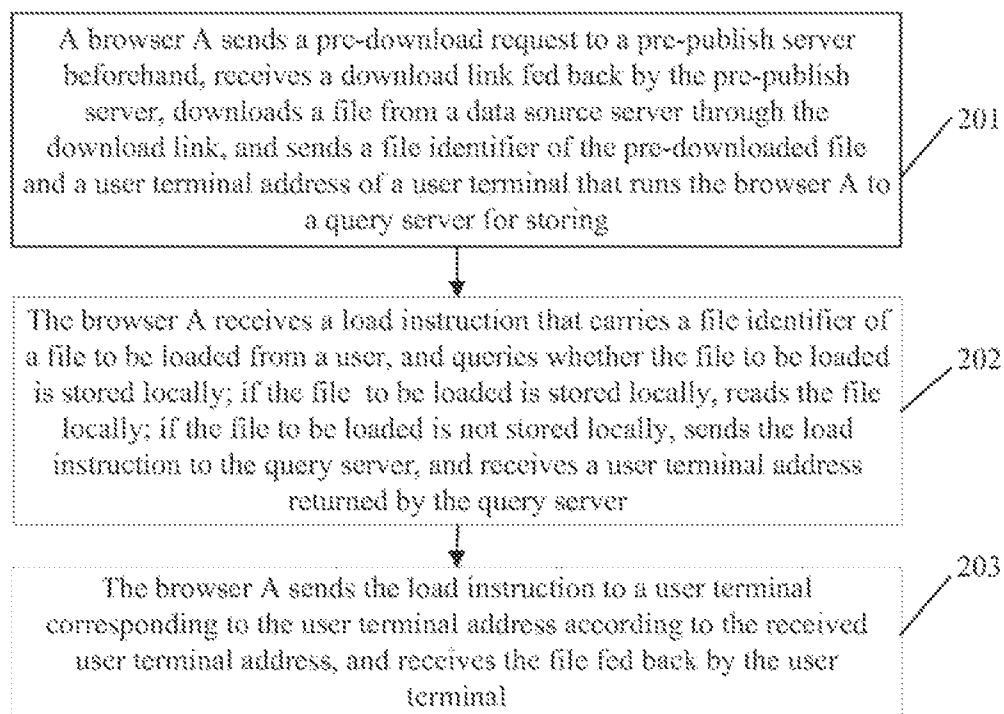 A browser A sends a pre-download request to a pre-publish server
beforehand, receives a download link fed back by the pre-publish
server, downloads a file from a data source server through the
download link, and sends a file identifier of the pre-downloaded file
and a user terminal address of a user terminal that runs the browser A to
a query server for storing
201
The browser A receives a load instruction that carries a file identifier of
a file to be loaded from a user, and queries whether the file to be loaded
is stored locally; if the file to be loaded is stored locally, reads the file
locally; if the file to be loaded is not stored locally, sends the load
instruction to the query server, and receives a user terminal address
returned by the query server
202
The browser A sends the load instruction to a user terminal
corresponding to the user terminal address according to the received
user terminal address, and receives the file fed back by the user
terminal
203